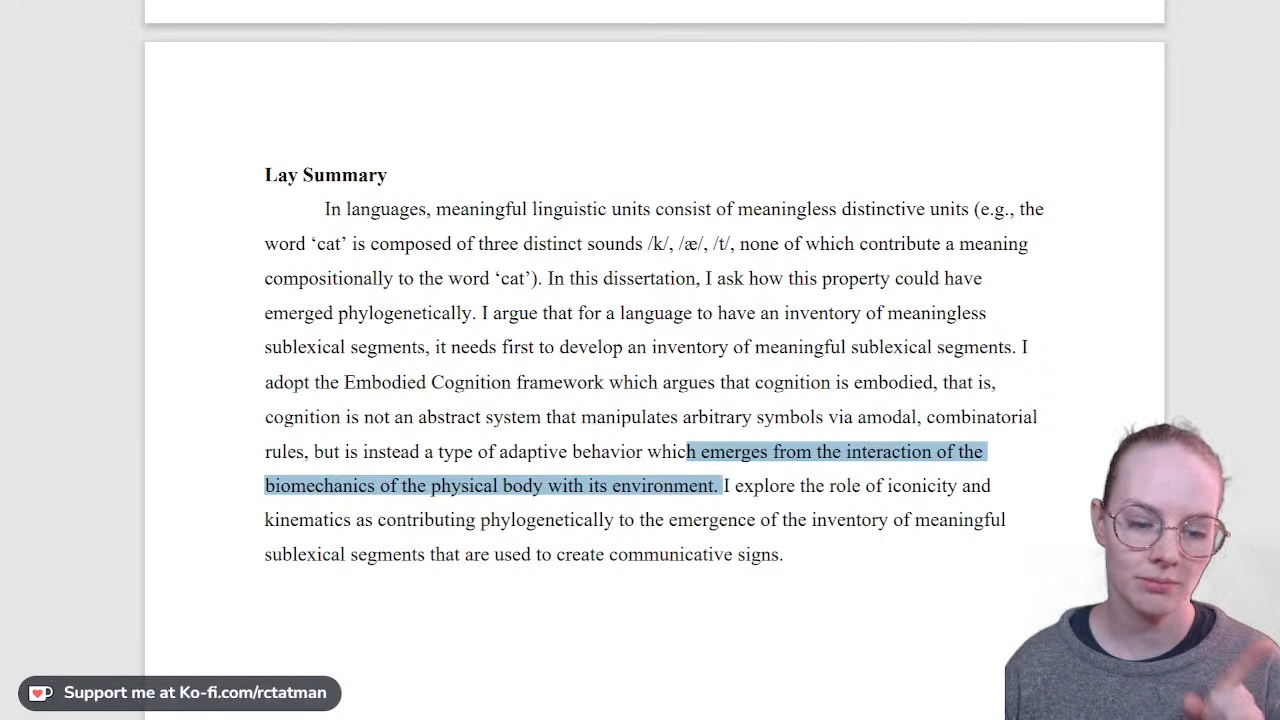 Lay Summary
In languages, meaningful linguistic units consist of meaningless distinctive units (e.g., the
word ‘cat’ is composed of three distinct sounds /k/, /æ/, /t/, none of which contribute a meaning
compositionally to the word ‘cat’). In this dissertation, I ask how this property could have
emerged phylogenetically. I argue that for a language to have an inventory of meaningless
sublexical segments, it needs first to develop an inventory of meaningful sublexical segments. I
adopt the Embodied Cognition framework which argues that cognition is embodied, that is,
cognition is not an abstract system that manipulates arbitrary symbols via amodal, combinatorial
rules, but is instead a type of adaptive behavior which emerges from the interaction of the
biomechanics of the physical body with its environment. I explore the role of iconicity and
kinematics as contributing phylogenetically to the emergence of the inventory of meaningful
sublexical segments that are used to create communicative signs.
Support me at Ko-fi.com/rctatman